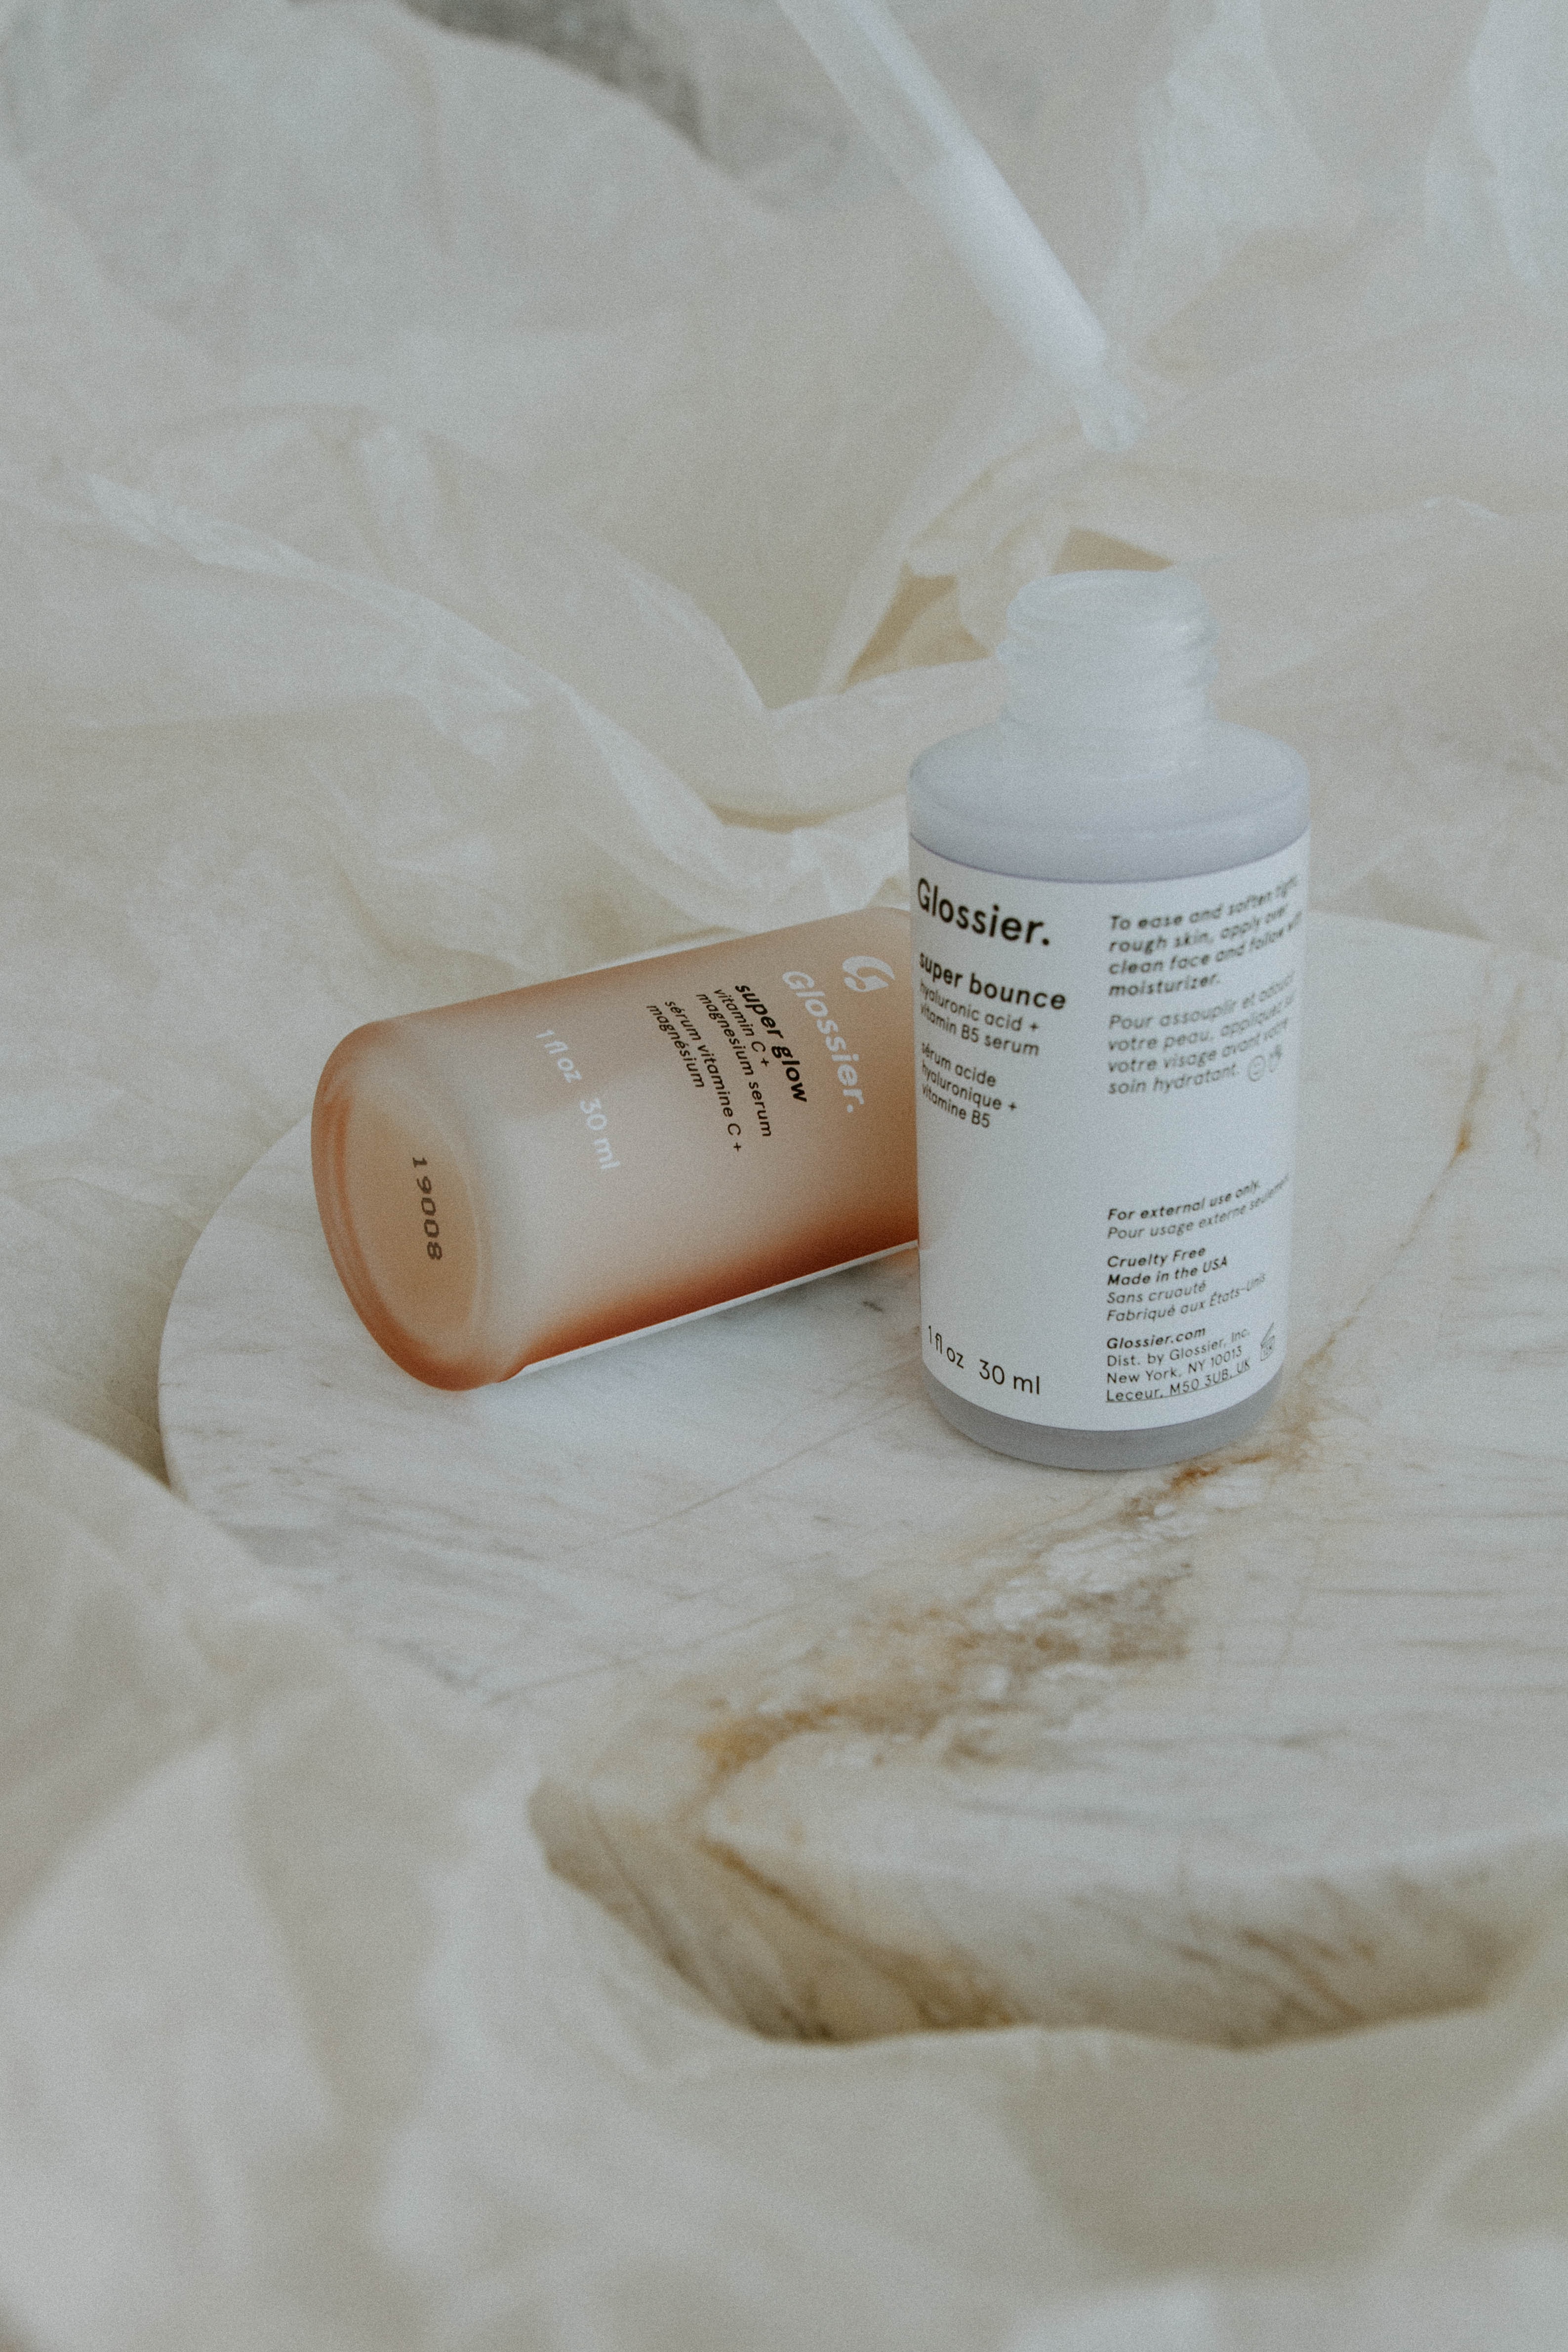 Glossier.
super glow
vitamin C +
magnesium serum
sérum vitamine C +
magnésium
1 fl oz 30 ml
19008
Glossier.
super bounce
hyaluronic acid +
vitamin B5 serum
sérum acide
hyaluronique +
vitamine B5
1 fl oz 30 ml
To ease and soften tight,
rough skin, apply over
clean face and follow with
moisturizer.
Pour assouplir et adoucir
votre peau, appliquez sur
votre visage avant votre
soin hydratant.
For external use only.
Pour usage externe seulement.
Cruelty Free
Made in the USA
Sans cruauté
Fabriqué aux États-Unis
Glossier.com
Dist. by Glossier, Inc.
New York, NY 10013
Leceur, M50 3UB, UK